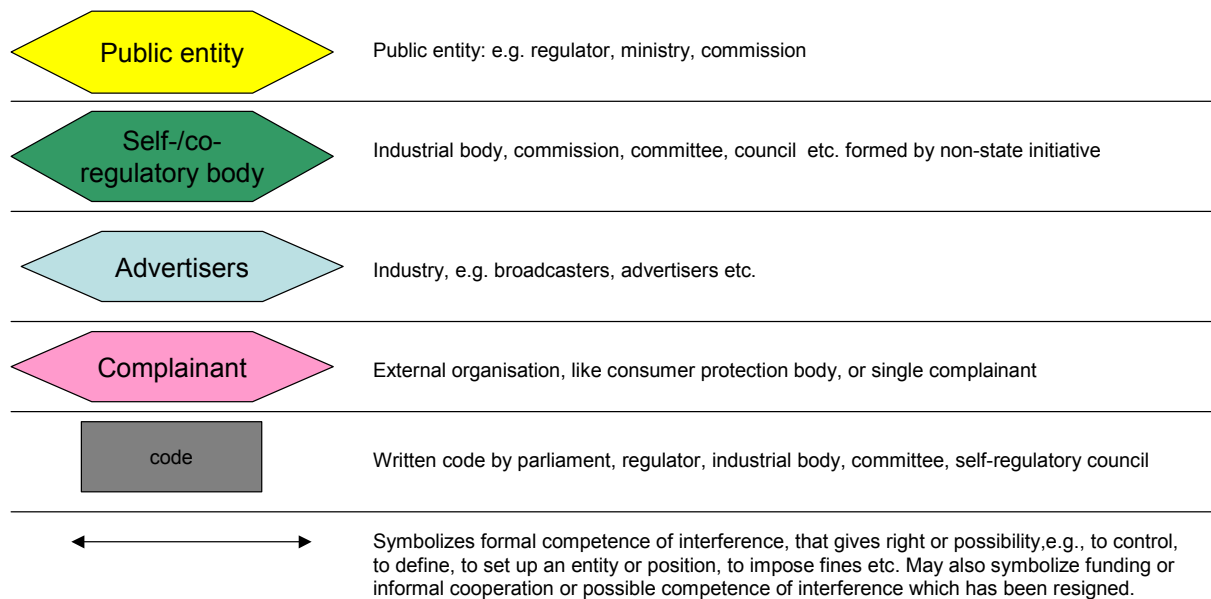 Public entity
Public entity: e.g. regulator, ministry, commission
Self-/co-
regulatory body
Industrial body, commission, committee, council etc. formed by non-state initiative
Advertisers
Industry, e.g. broadcasters, advertisers etc.
Complainant
External organisation, like consumer protection body, or single complainant
code
Written code by parliament, regulator, industrial body, committee, self-regulatory council
Symbolizes formal competence of interference, that gives right or possibility,e.g., to control,
to define, to set up an entity or position, to impose fines etc. May also symbolize funding or
informal cooperation or possible competence of interference which has been resigned.